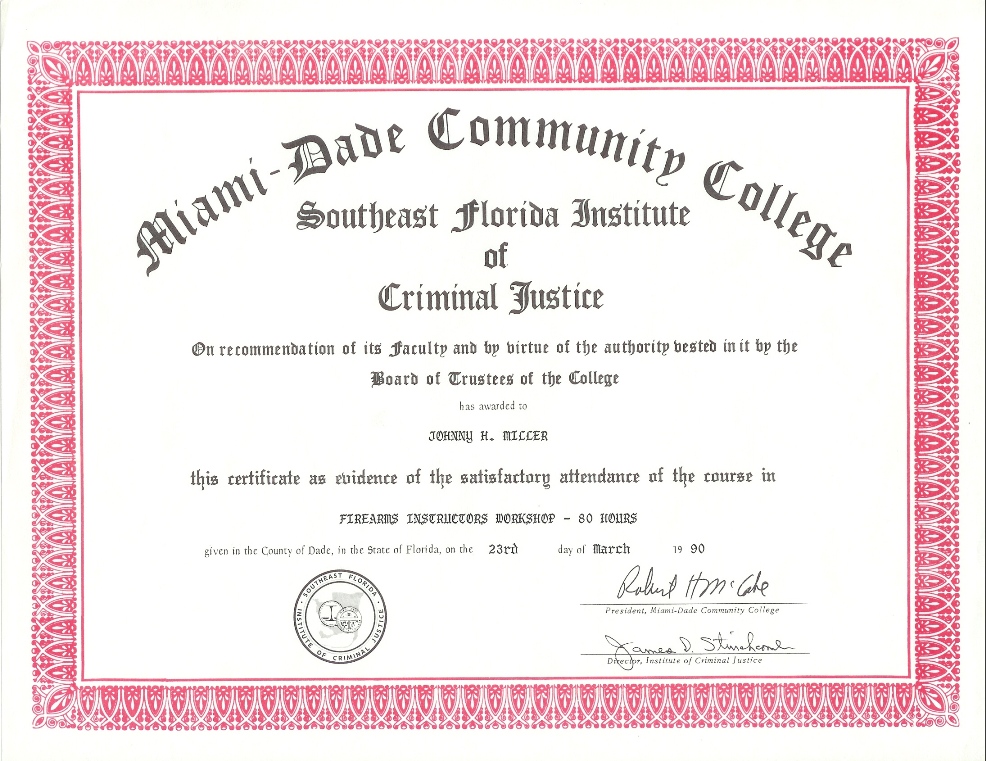 Miami-Dade Community College
Southeast Florida Institute
of
Criminal Justice
On recommendation of its Faculty and by virtue of the authority vested in it by the
Board of Trustees of the College
has awarded to
JOHNNY H. MILLER
this certificate as evidence of the satisfactory attendance of the course in
FIREARMS INSTRUCTORS WORKSHOP - 80 HOURS
given in the County of Dade, in the State of Florida, on the 23rd day of March 19 90
SOUTHEAST FLORIDA
INSTITUTE OF CRIMINAL JUSTICE
Robert H McCabe
President, Miami-Dade Community College
James D. Stinchcomb
Director, Institute of Criminal Justice